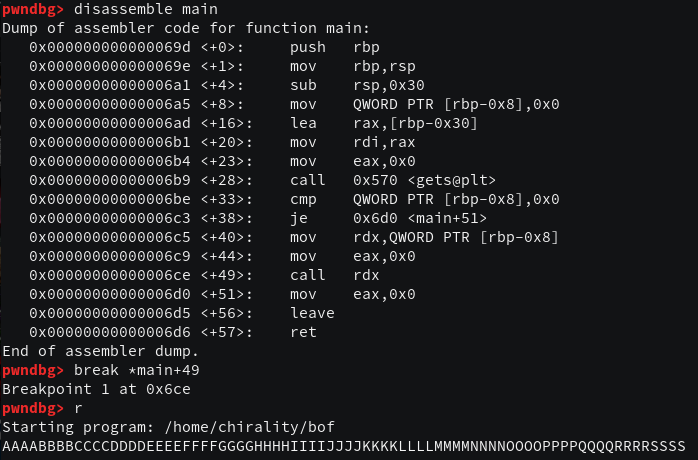 pwndbg> disassemble main
Dump of assembler code for function main:
   0x000000000000069d <+0>:     push   rbp
   0x000000000000069e <+1>:     mov    rbp,rsp
   0x00000000000006a1 <+4>:     sub    rsp,0x30
   0x00000000000006a5 <+8>:     mov    QWORD PTR [rbp-0x8],0x0
   0x00000000000006ad <+16>:    lea    rax,[rbp-0x30]
   0x00000000000006b1 <+20>:    mov    rdi,rax
   0x00000000000006b4 <+23>:    mov    eax,0x0
   0x00000000000006b9 <+28>:    call   0x570 <gets@plt>
   0x00000000000006be <+33>:    cmp    QWORD PTR [rbp-0x8],0x0
   0x00000000000006c3 <+38>:    je     0x6d0 <main+51>
   0x00000000000006c5 <+40>:    mov    rdx,QWORD PTR [rbp-0x8]
   0x00000000000006c9 <+44>:    mov    eax,0x0
   0x00000000000006ce <+49>:    call   rdx
   0x00000000000006d0 <+51>:    mov    eax,0x0
   0x00000000000006d5 <+56>:    leave
   0x00000000000006d6 <+57>:    ret
End of assembler dump.
pwndbg> break *main+49
Breakpoint 1 at 0x6ce
pwndbg> r
Starting program: /home/chirality/bof
AAAABBBBCCCCDDDDEEEEFFFFGGGGHHHHIIIIJJJJKKKKLLLLMMMMNNNNOOOOPPPPQQQQRRRRSSSS